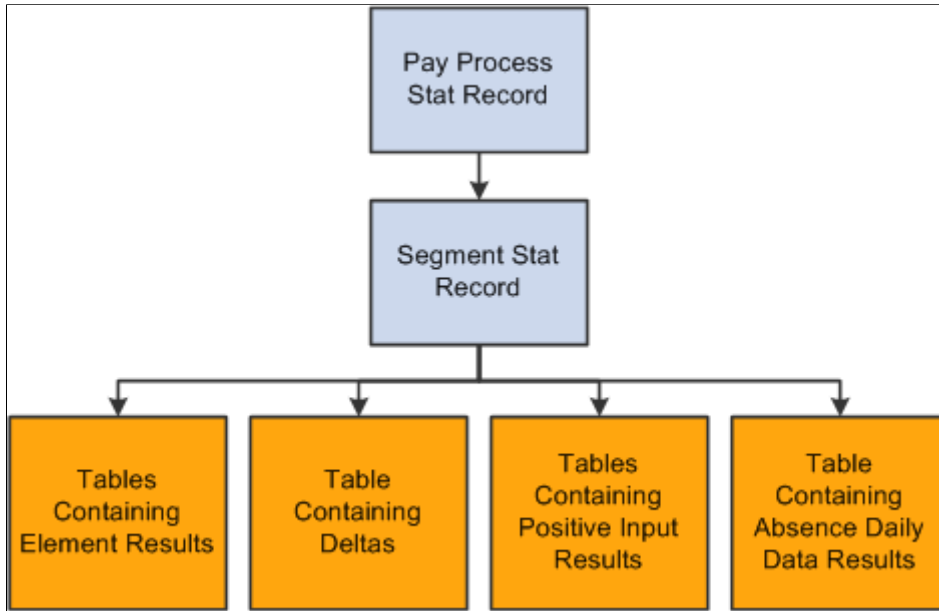 Pay Process
Stat Record
Segment Stat
Record
Tables
Containing
Element Results
Table
Containing
Deltas
Tables
Containing
Positive Input
Results
Table
Containing
Absence Daily
Data Results